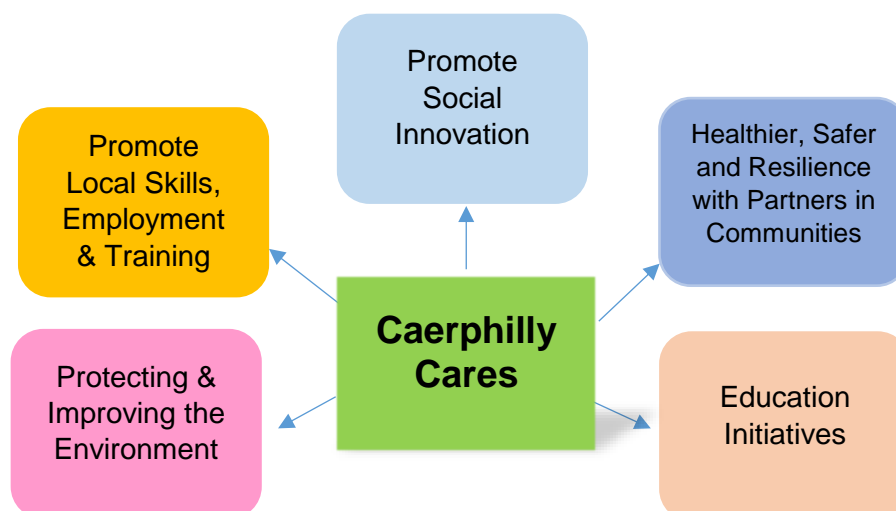 Promote
Social
Innovation
Promote
Local Skills,
Employment
& Training
Healthier, Safer
and Resilience
with Partners in
Communities
Caerphilly
Cares
Protecting &
Improving the
Environment
Education
Initiatives